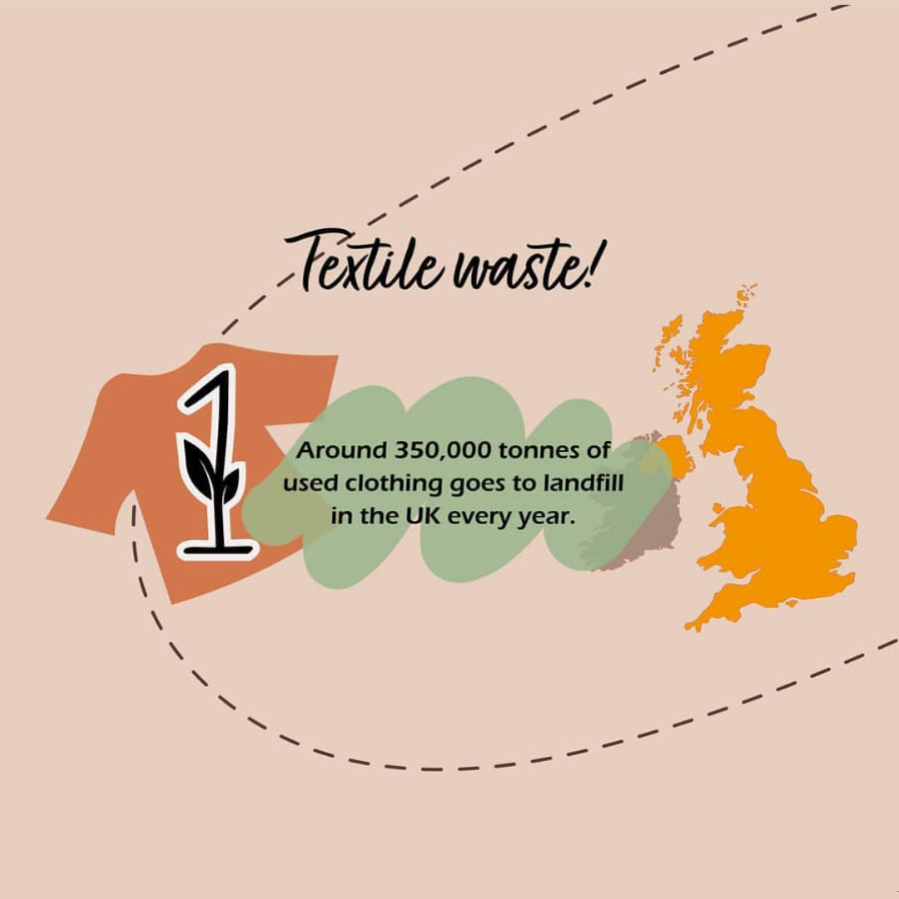 Textile waste!
1
Around 350,000 tonnes of
used clothing goes to landfill
in the UK every year.